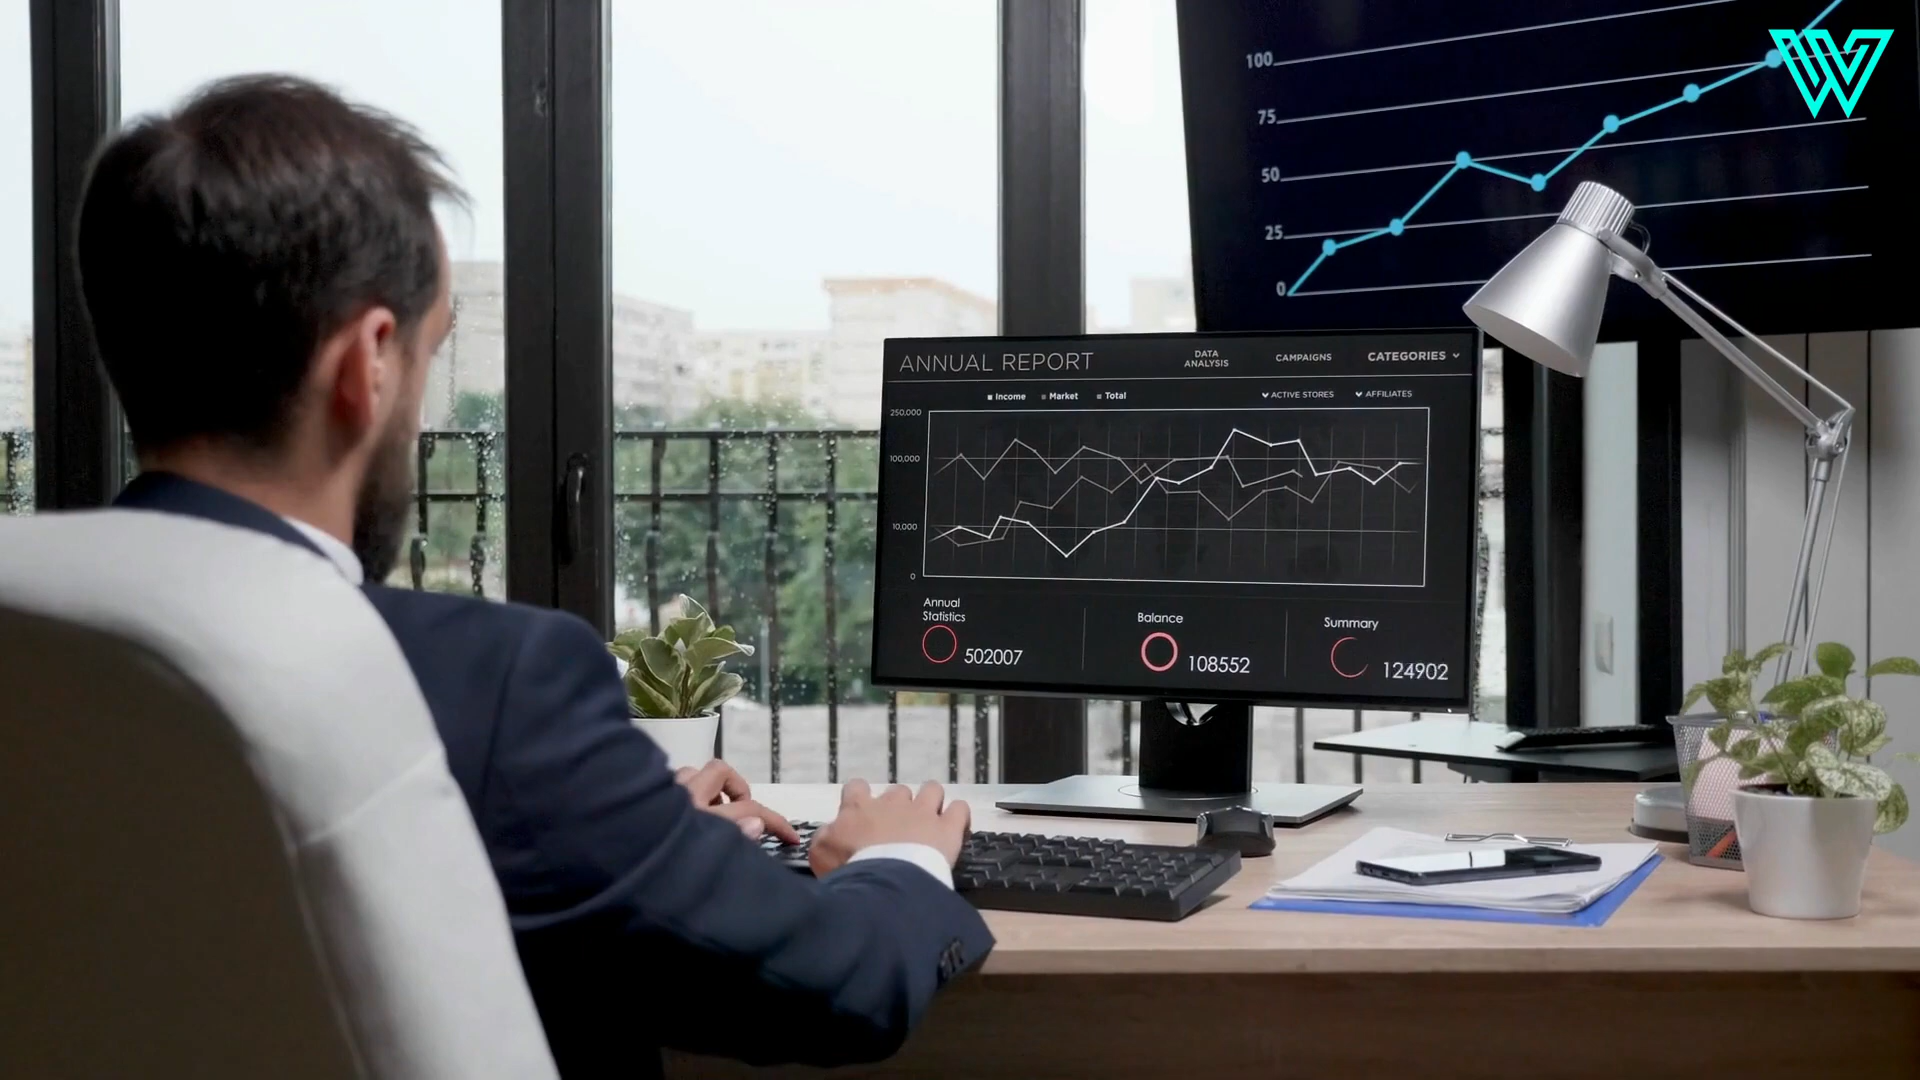 100
75
50
25
0
ANNUAL REPORT
DATA
ANALYSIS
CAMPAIGNS
CATEGORIES
Income
Market
Total
ACTIVE STORES
AFFILIATES
250,000
100,000
10,000
0
Annual
Statistics
502007
Balance
108552
Summary
124902